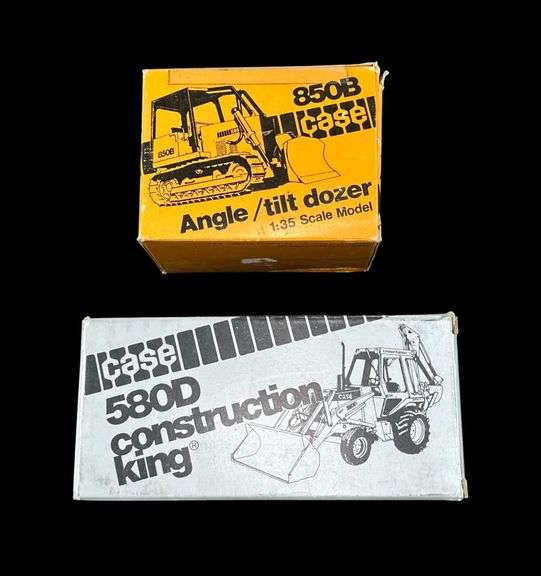 850B
case
850B
Angle/tilt dozer
1:35 Scale Model
case
580D
construction
king®
CASE